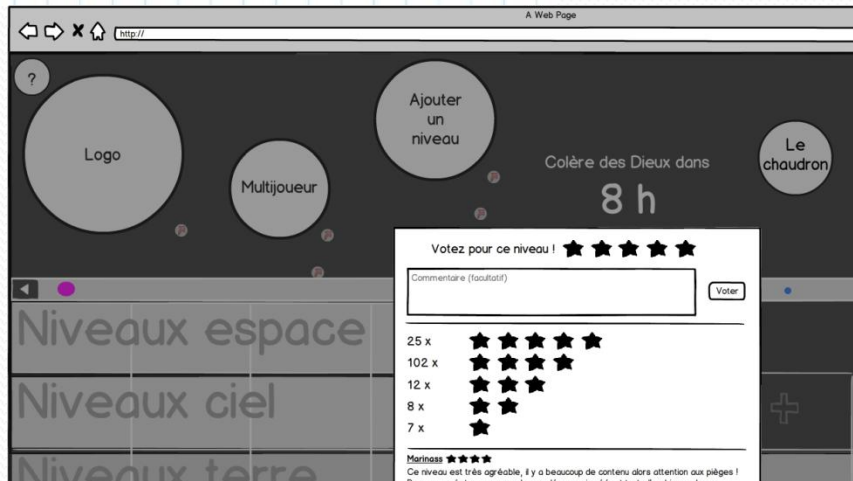 A Web Page
http://
?
Logo
Multijoueur
Ajouter
un
niveau
Colère des Dieux dans
8 h
Le
chaudron
Votez pour ce niveau !
Commentaire (facultatif)
Voter
25 x
102 x
12 x
8 x
7 x
Niveaux espace
Niveaux ciel
Niveaux terre
Marinass
Ce niveau est très agréable, il y a beaucoup de contenu alors attention aux pièges !